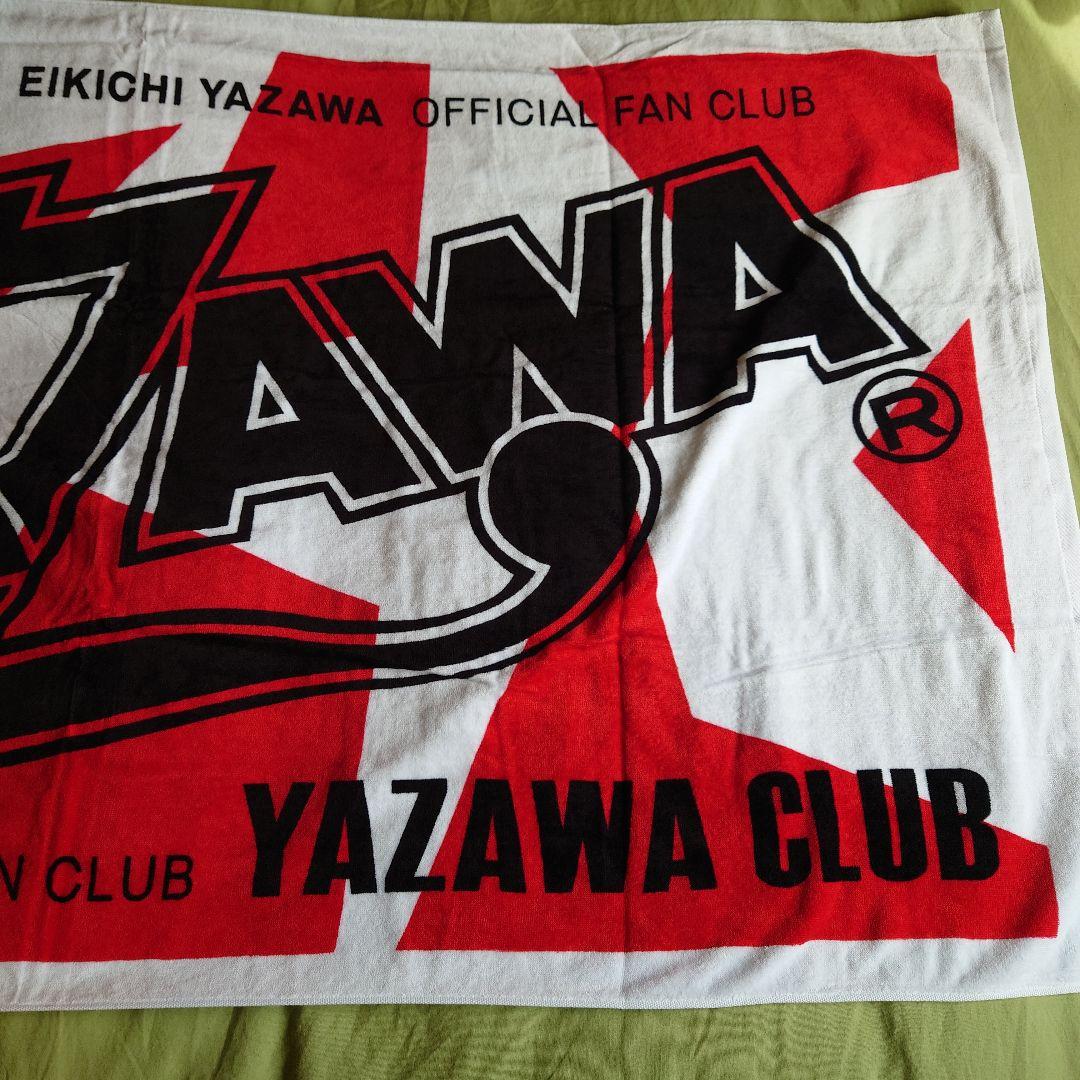 EIKICHI YAZAWA OFFICIAL FAN CLUB
ZAWA
®
CLUB YAZAWA CLUB